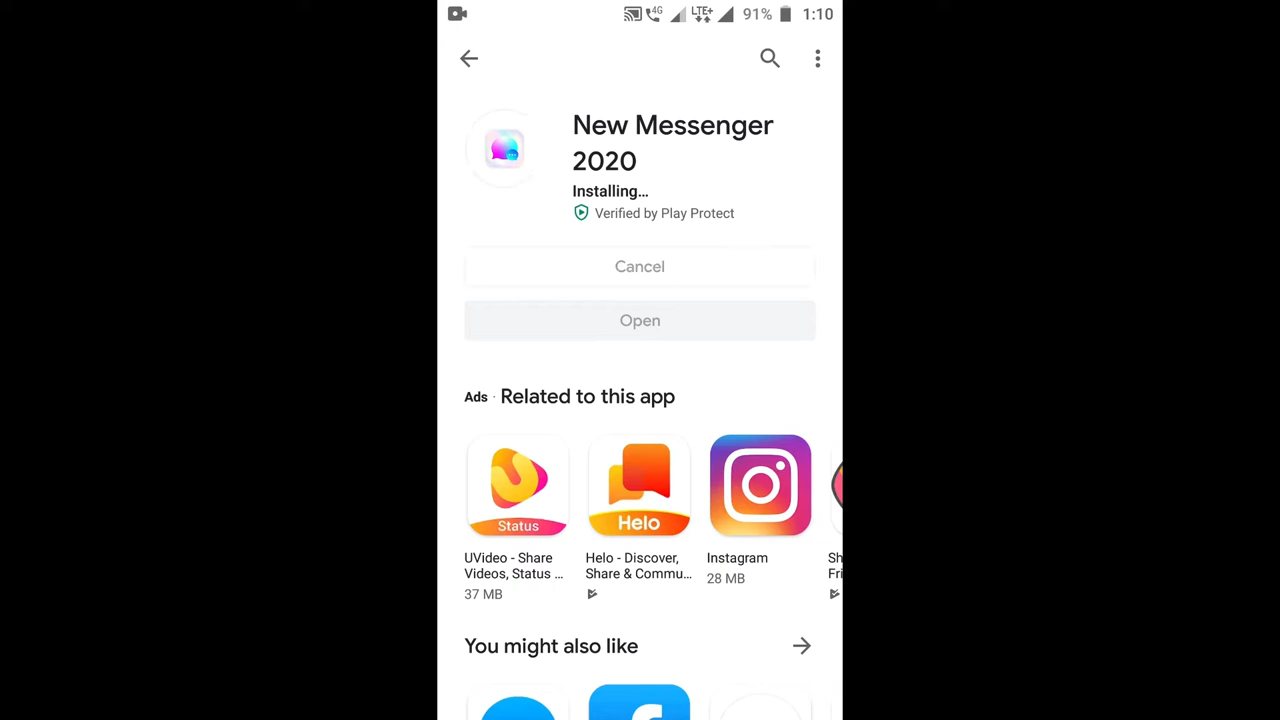 4G LTE+ 91% 1:10
New Messenger
2020
Installing...
Verified by Play Protect
Cancel
Open
Ads · Related to this app
Status
Helo
UVideo - Share
Videos, Status ...
37 MB
Helo - Discover,
Share & Commu...
Instagram
28 MB
Sh
Fri
You might also like